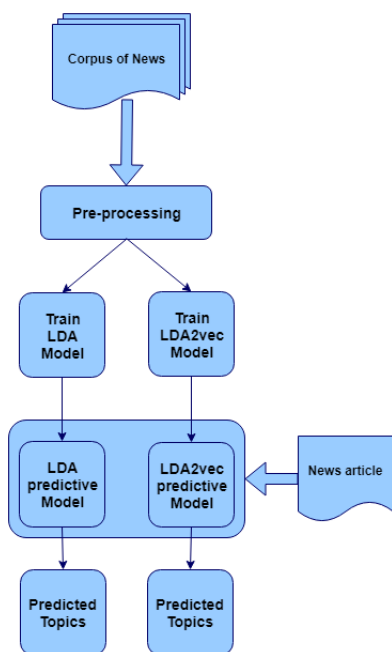 Corpus of News
Pre-processing
Train
LDA
Model
Train
LDA2vec
Model
LDA
predictive
Model
LDA2vec
predictive
Model
News article
Predicted
Topics
Predicted
Topics